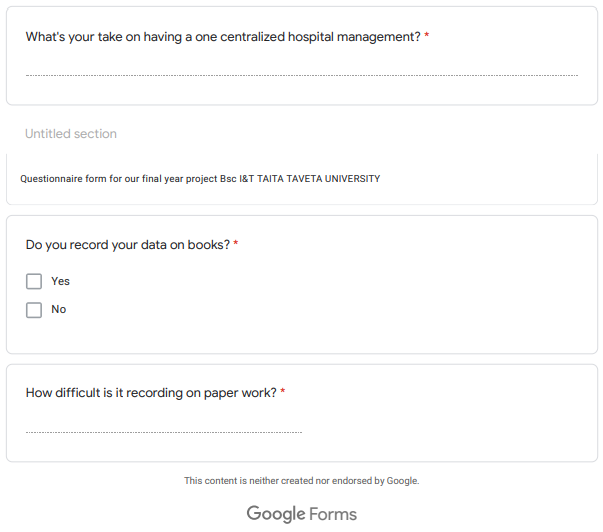 What's your take on having a one centralized hospital management? *
Untitled section
Questionnaire form for our final year project Bsc I&T TAITA TAVETA UNIVERSITY
Do you record your data on books? *
Yes
No
How difficult is it recording on paper work? *
This content is neither created nor endorsed by Google.
Google Forms